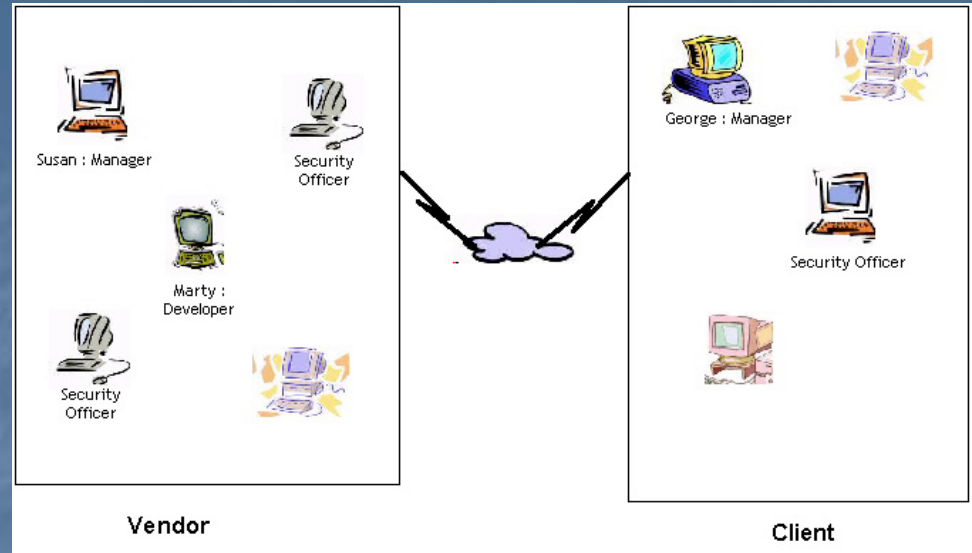 Susan : Manager
Security
Officer
Marty :
Developer
Security
Officer
Vendor
George : Manager
Security Officer
Client